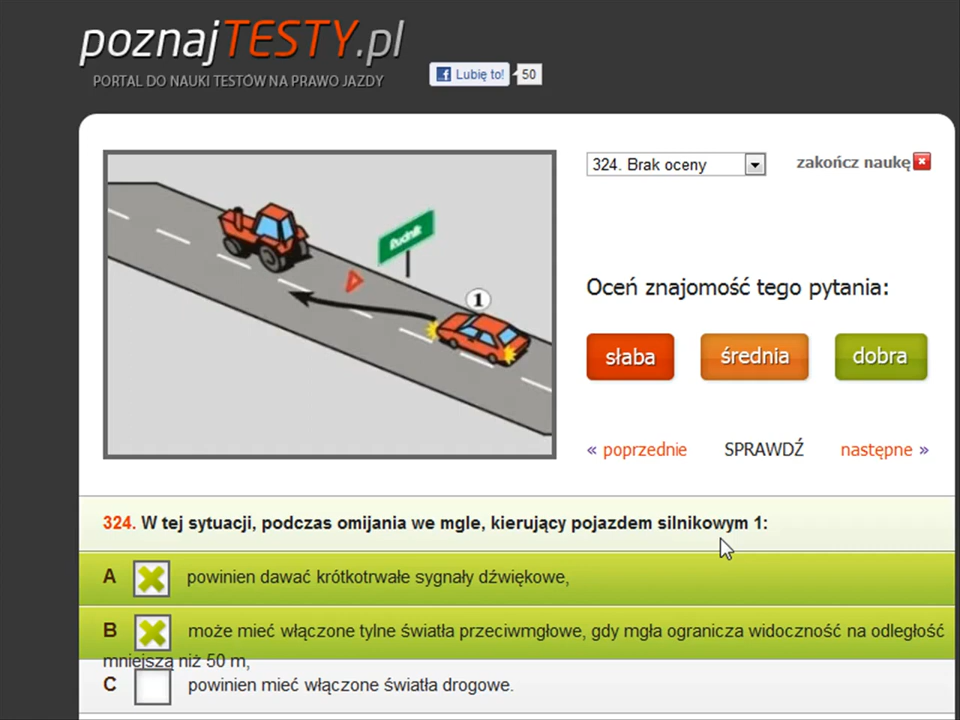 poznajTESTY.pl
PORTAL DO NAUKI TESTÓW NA PRAWO JAZDY
Lubię to! 50
324. Brak oceny
zakończ naukę
Rudnik
1
Oceń znajomość tego pytania:
słaba średnia dobra
« poprzednie SPRAWDŹ następne »
324. W tej sytuacji, podczas omijania we mgle, kierujący pojazdem silnikowym 1:
A powinien dawać krótkotrwałe sygnały dźwiękowe,
B może mieć włączone tylne światła przeciwmgłowe, gdy mgła ogranicza widoczność na odległość
mniejszą niż 50 m,
C powinien mieć włączone światła drogowe.